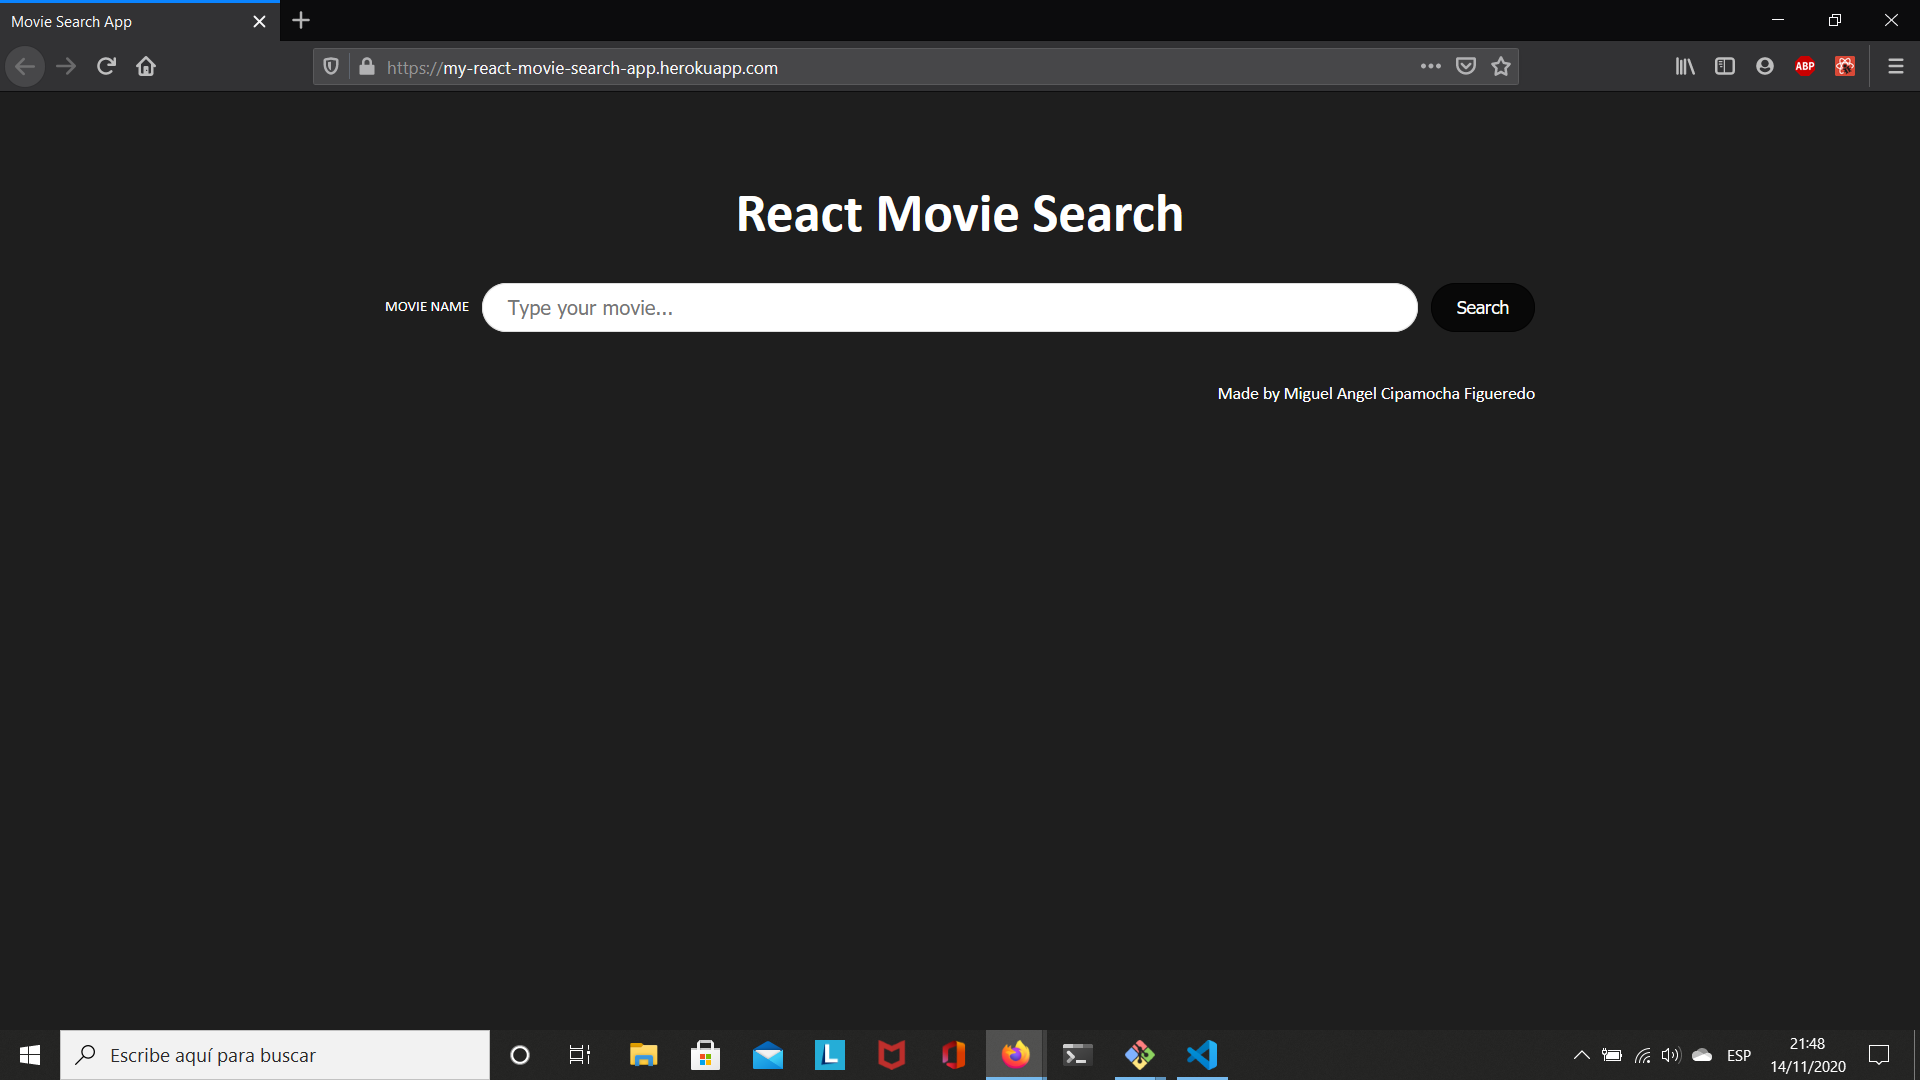 Movie Search App
https://my-react-movie-search-app.herokuapp.com
ABP
React Movie Search
MOVIE NAME
Type your movie...
Search
Made by Miguel Angel Cipamocha Figueredo
Escribe aquí para buscar
L
ESP
21:48
14/11/2020